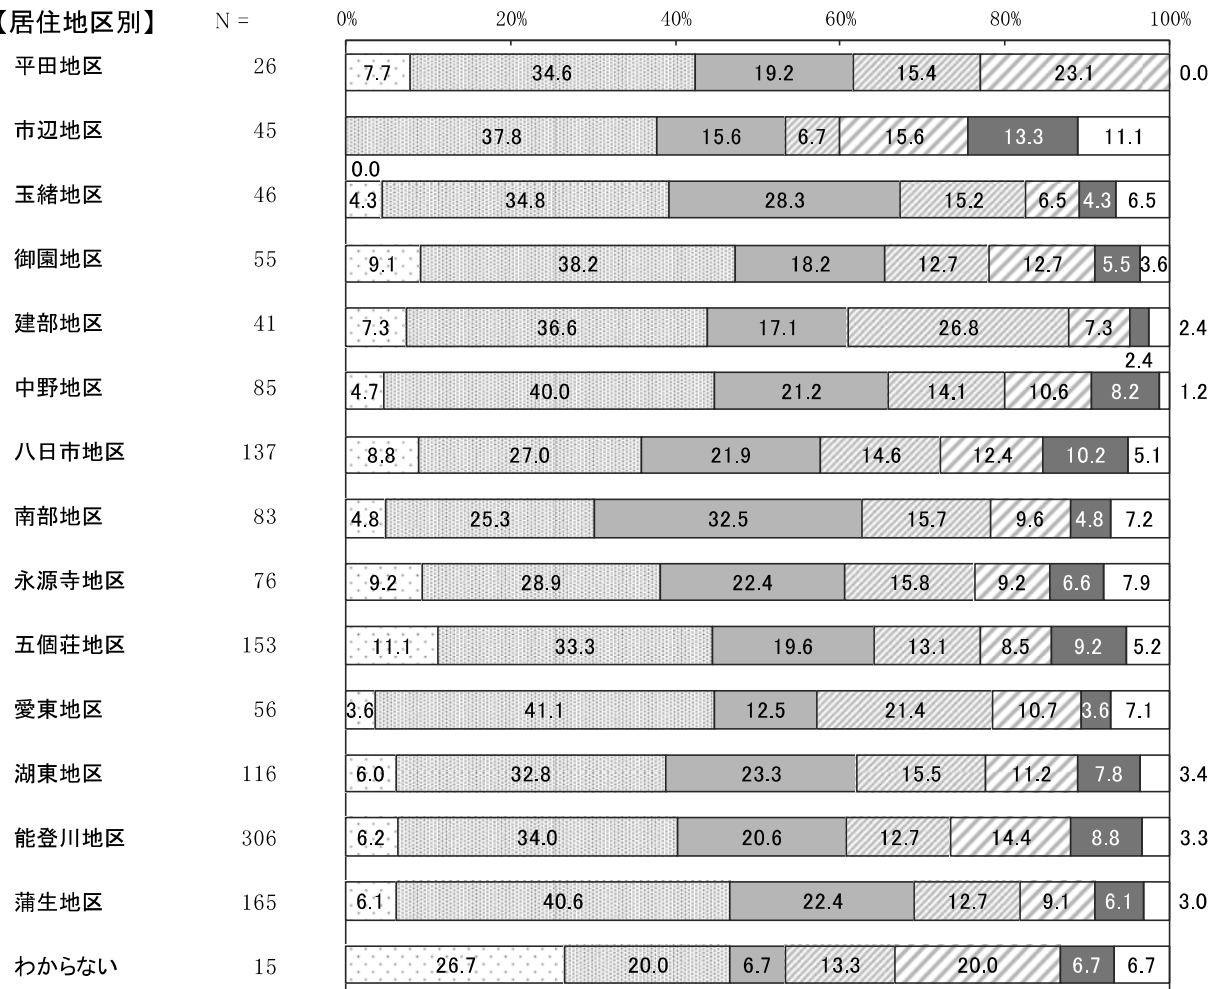 【居住地区別】 N = 0% 20% 40% 60% 80% 100%
平田地区 26 7.7 34.6 19.2 15.4 23.1 0.0
市辺地区 45 37.8 15.6 6.7 15.6 13.3 11.1
0.0
玉緒地区 46 4.3 34.8 28.3 15.2 6.5 4.3 6.5
御園地区 55 9.1 38.2 18.2 12.7 12.7 5.5 3.6
建部地区 41 7.3 36.6 17.1 26.8 7.3 2.4
2.4
中野地区 85 4.7 40.0 21.2 14.1 10.6 8.2 1.2
八日市地区 137 8.8 27.0 21.9 14.6 12.4 10.2 5.1
南部地区 83 4.8 25.3 32.5 15.7 9.6 4.8 7.2
永源寺地区 76 9.2 28.9 22.4 15.8 9.2 6.6 7.9
五個荘地区 153 11.1 33.3 19.6 13.1 8.5 9.2 5.2
愛東地区 56 3.6 41.1 12.5 21.4 10.7 3.6 7.1
湖東地区 116 6.0 32.8 23.3 15.5 11.2 7.8 3.4
能登川地区 306 6.2 34.0 20.6 12.7 14.4 8.8 3.3
蒲生地区 165 6.1 40.6 22.4 12.7 9.1 6.1 3.0
わからない 15 26.7 20.0 6.7 13.3 20.0 6.7 6.7